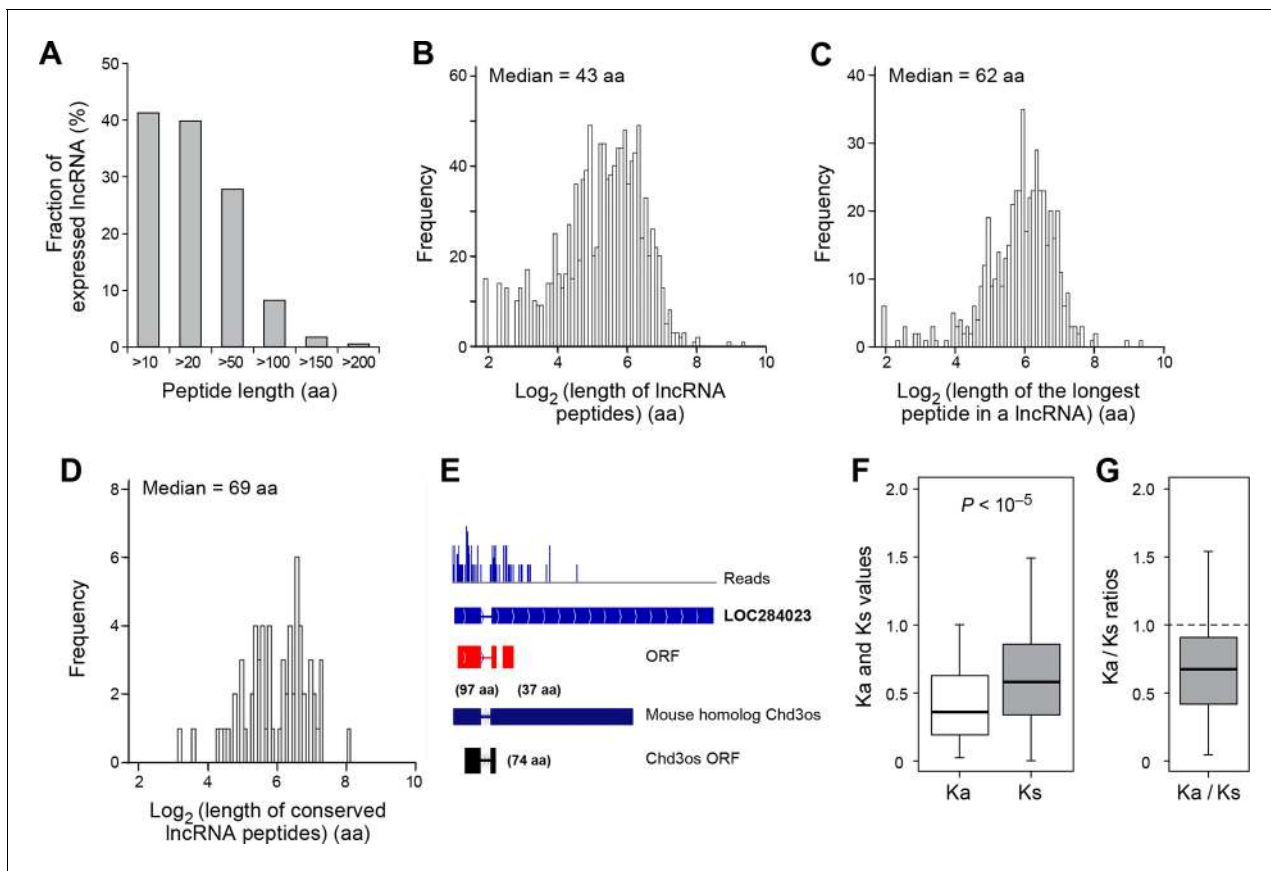 A
Fraction of
expressed lncRNA (%)
50
40
30
20
10
0
>10 >20 >50 >100 >150 >200
Peptide length (aa)
B
Median = 43 aa
Frequency
60
40
20
0
2 4 6 8 10
Log2 (length of lncRNA
peptides) (aa)
C
Median = 62 aa
Frequency
40
30
20
10
0
2 4 6 8 10
Log2 (length of the longest
peptide in a lncRNA) (aa)
D
Median = 69 aa
Frequency
8
6
4
2
0
2 4 6 8 10
Log2 (length of conserved
lncRNA peptides) (aa)
E
Reads
LOC284023
ORF
(97 aa) (37 aa)
Mouse homolog Chd3os
Chd3os ORF
(74 aa)
F
P < 10–5
Ka and Ks values
2.0
1.5
1.0
0.5
0
Ka Ks
G
Ka / Ks ratios
2.0
1.5
1.0
0.5
0
Ka / Ks